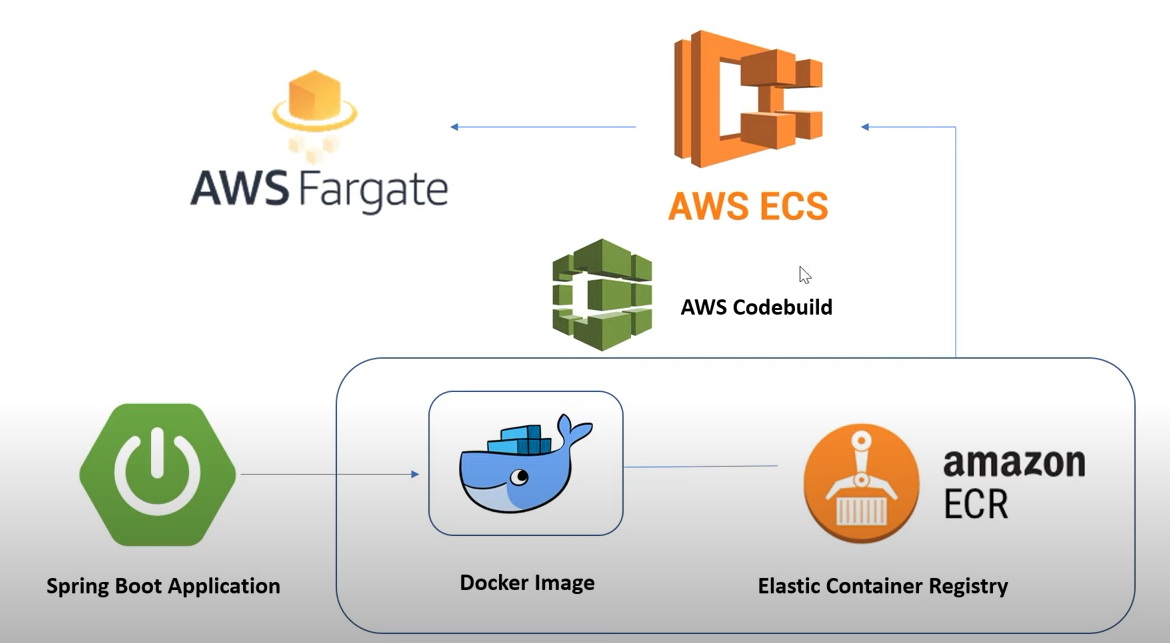 AWS Fargate
AWS ECS
AWS Codebuild
amazon
ECR
Spring Boot Application
Docker Image
Elastic Container Registry